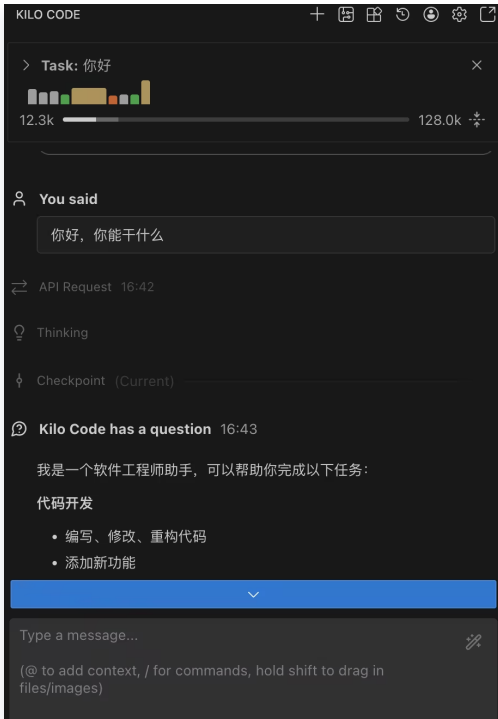 KILO CODE
Task: 你好
12.3k 128.0k
You said
你好，你能干什么
API Request 16:42
Thinking
Checkpoint (Current)
Kilo Code has a question 16:43
我是一个软件工程师助手，可以帮助你完成以下任务：
代码开发
• 编写、修改、重构代码
• 添加新功能
Type a message...
(@ to add context, / for commands, hold shift to drag in
files/images)